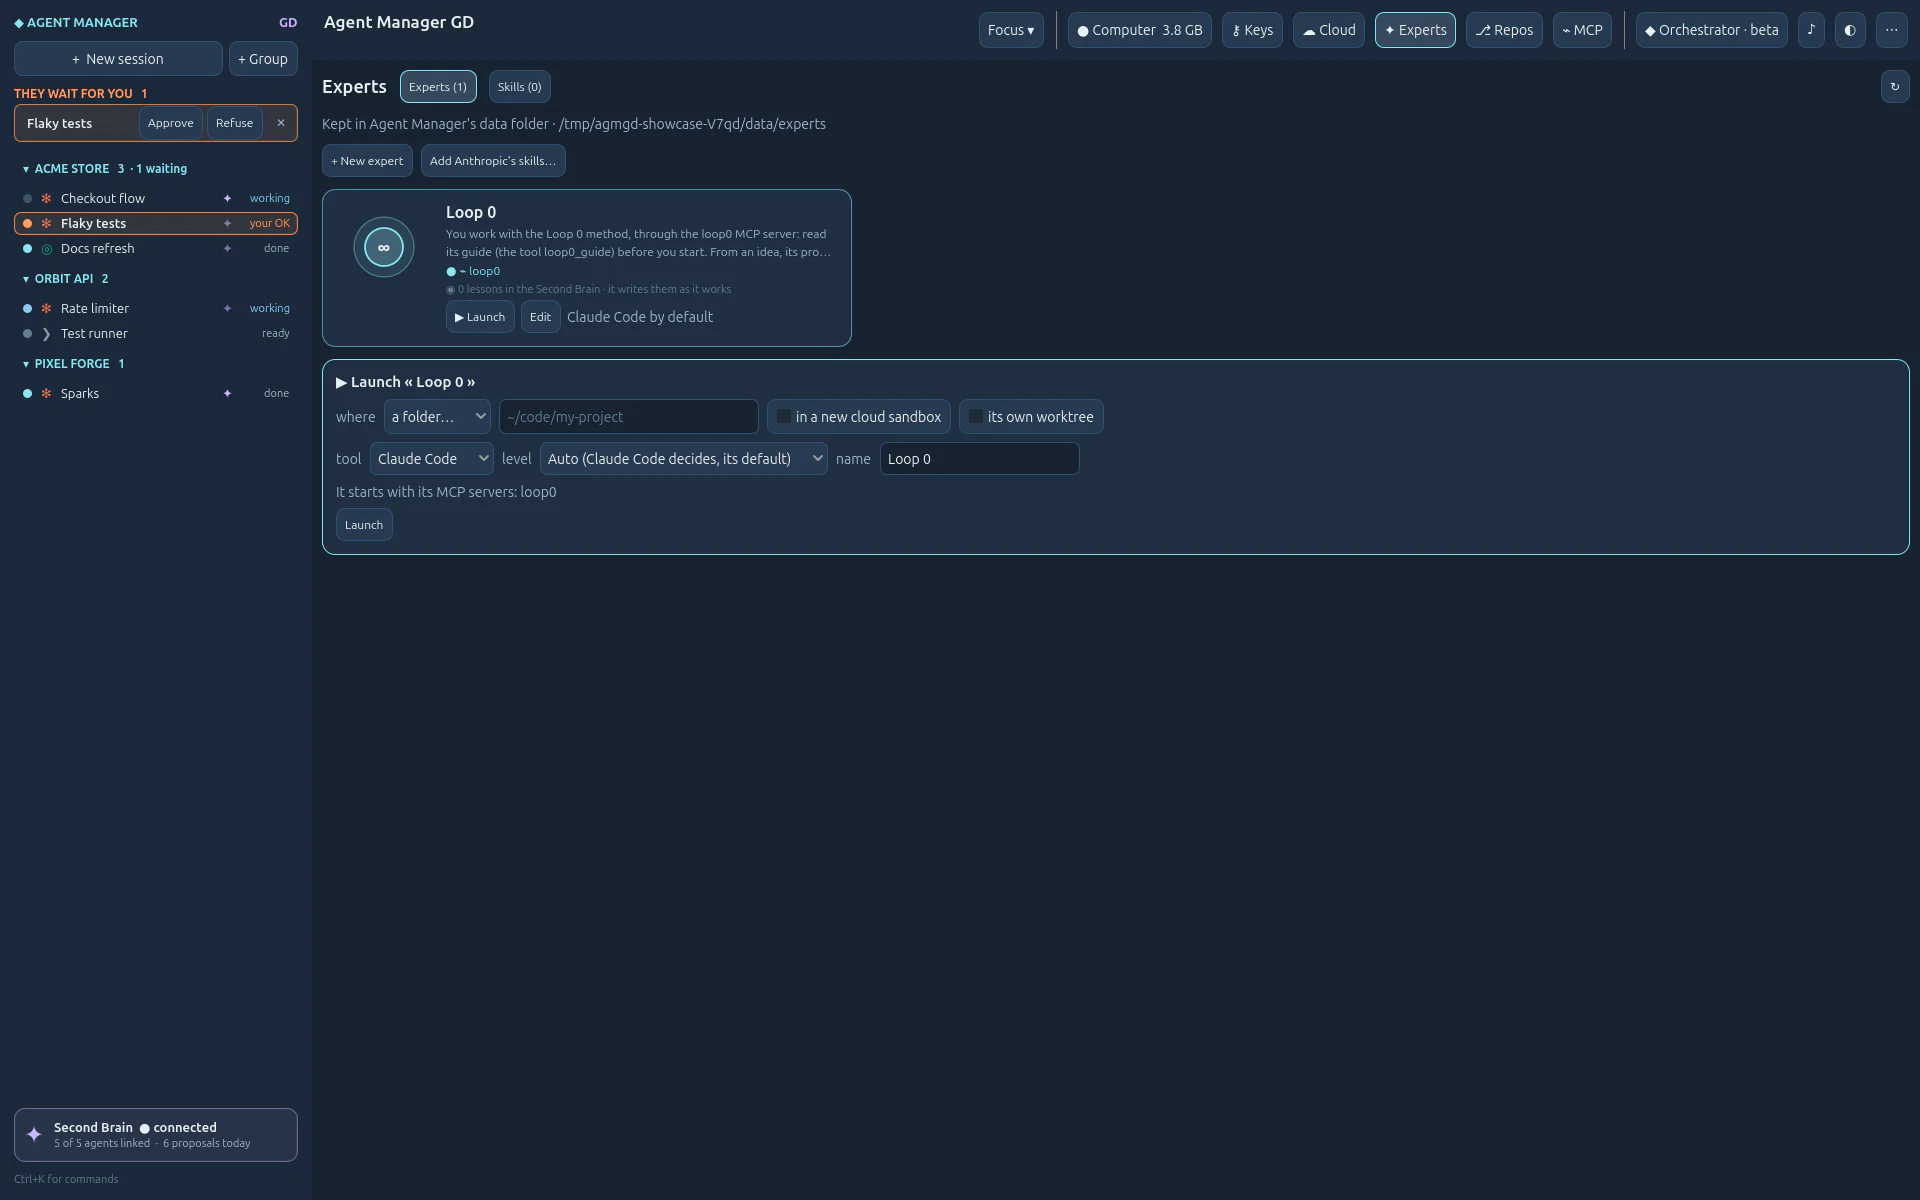 ◆ AGENT MANAGER GD
+ New session
+ Group
THEY WAIT FOR YOU 1
Flaky tests Approve Refuse ×
▾ ACME STORE 3 · 1 waiting
Checkout flow ✦ working
Flaky tests ✦ your OK
Docs refresh ✦ done
▾ ORBIT API 2
Rate limiter ✦ working
❯ Test runner ready
▾ PIXEL FORGE 1
Sparks ✦ done
✦ Second Brain ● connected
5 of 5 agents linked · 6 proposals today
Ctrl+K for commands
Agent Manager GD
Focus ▾ ● Computer 3.8 GB Keys ☁ Cloud ✦ Experts ⎇ Repos ⌁ MCP ◆ Orchestrator · beta ♪ ◐ ⋯
Experts Experts (1) Skills (0) ↻
Kept in Agent Manager's data folder · /tmp/agmgd-showcase-V7qd/data/experts
+ New expert Add Anthropic's skills…
∞
Loop 0
You work with the Loop 0 method, through the loop0 MCP server: read
its guide (the tool loop0_guide) before you start. From an idea, its pro…
● ⌁ loop0
◉ 0 lessons in the Second Brain · it writes them as it works
▶ Launch Edit Claude Code by default
▶ Launch « Loop 0 »
where a folder… ~/code/my-project in a new cloud sandbox its own worktree
tool Claude Code level Auto (Claude Code decides, its default) name Loop 0
It starts with its MCP servers: loop0
Launch